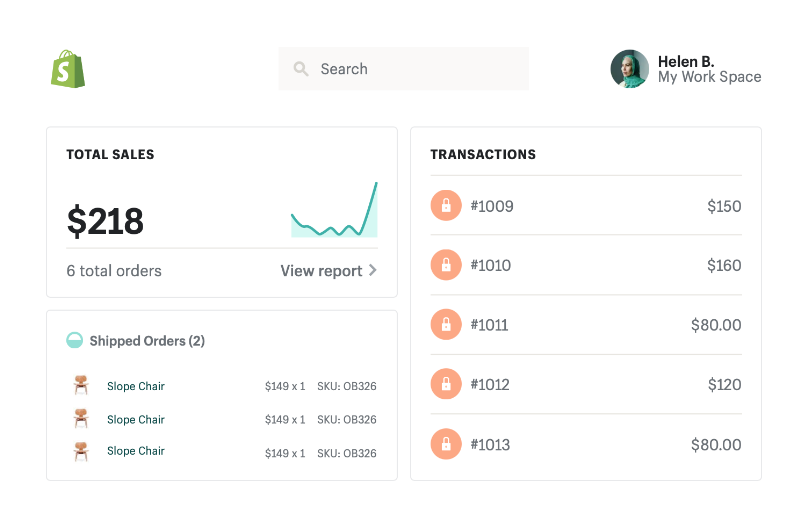 S
Search
Helen B.
My Work Space
TOTAL SALES
$218
6 total orders
View report
Shipped Orders (2)
Slope Chair $149 x 1 SKU: OB326
Slope Chair $149 x 1 SKU: OB326
Slope Chair $149 x 1 SKU: OB326
TRANSACTIONS
#1009 $150
#1010 $160
#1011 $80.00
#1012 $120
#1013 $80.00